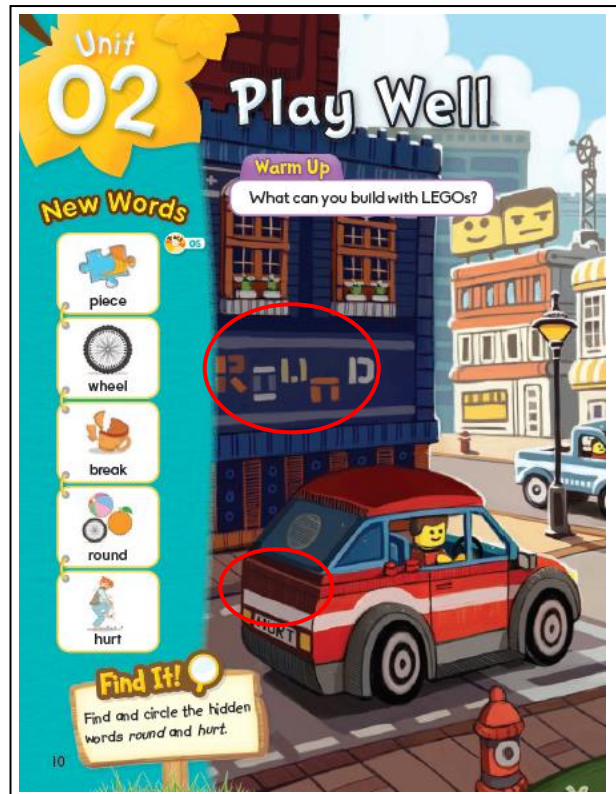 Unit
02
Play Well
Warm Up
What can you build with LEGOs?
New Words
05
piece
wheel
break
round
hurt
ROUND
HURT
Find It!
Find and circle the hidden
words round and hurt.
10